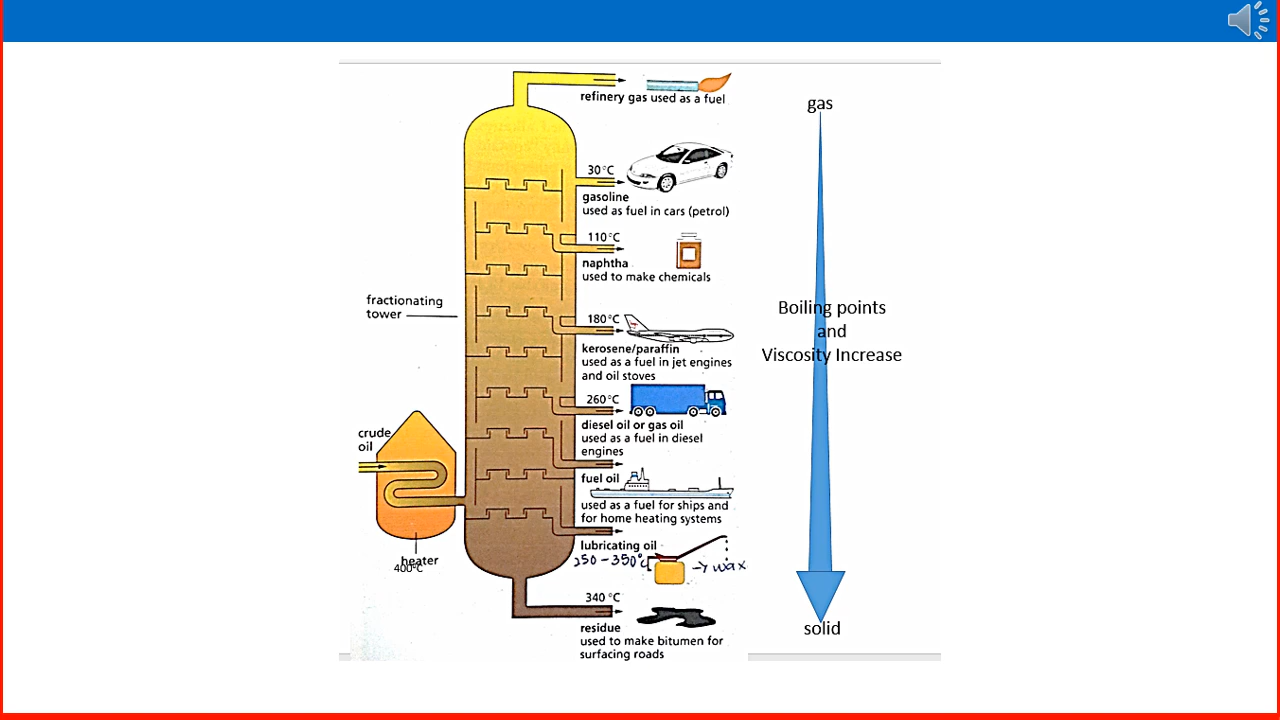 refinery gas used as a fuel
gas
30°C
gasoline
used as fuel in cars (petrol)
110°C
naphtha
used to make chemicals
fractionating
tower
180°C
kerosene/paraffin
used as a fuel in jet engines
and oil stoves
Boiling points
and
Viscosity Increase
260°C
diesel oil or gas oil
used as a fuel in diesel
engines
crude
oil
fuel oil
used as a fuel for ships and
for home heating systems
lubricating oil
250-350°C
→ wax
heater
400°C
340 °C
residue
used to make bitumen for
surfacing roads
solid